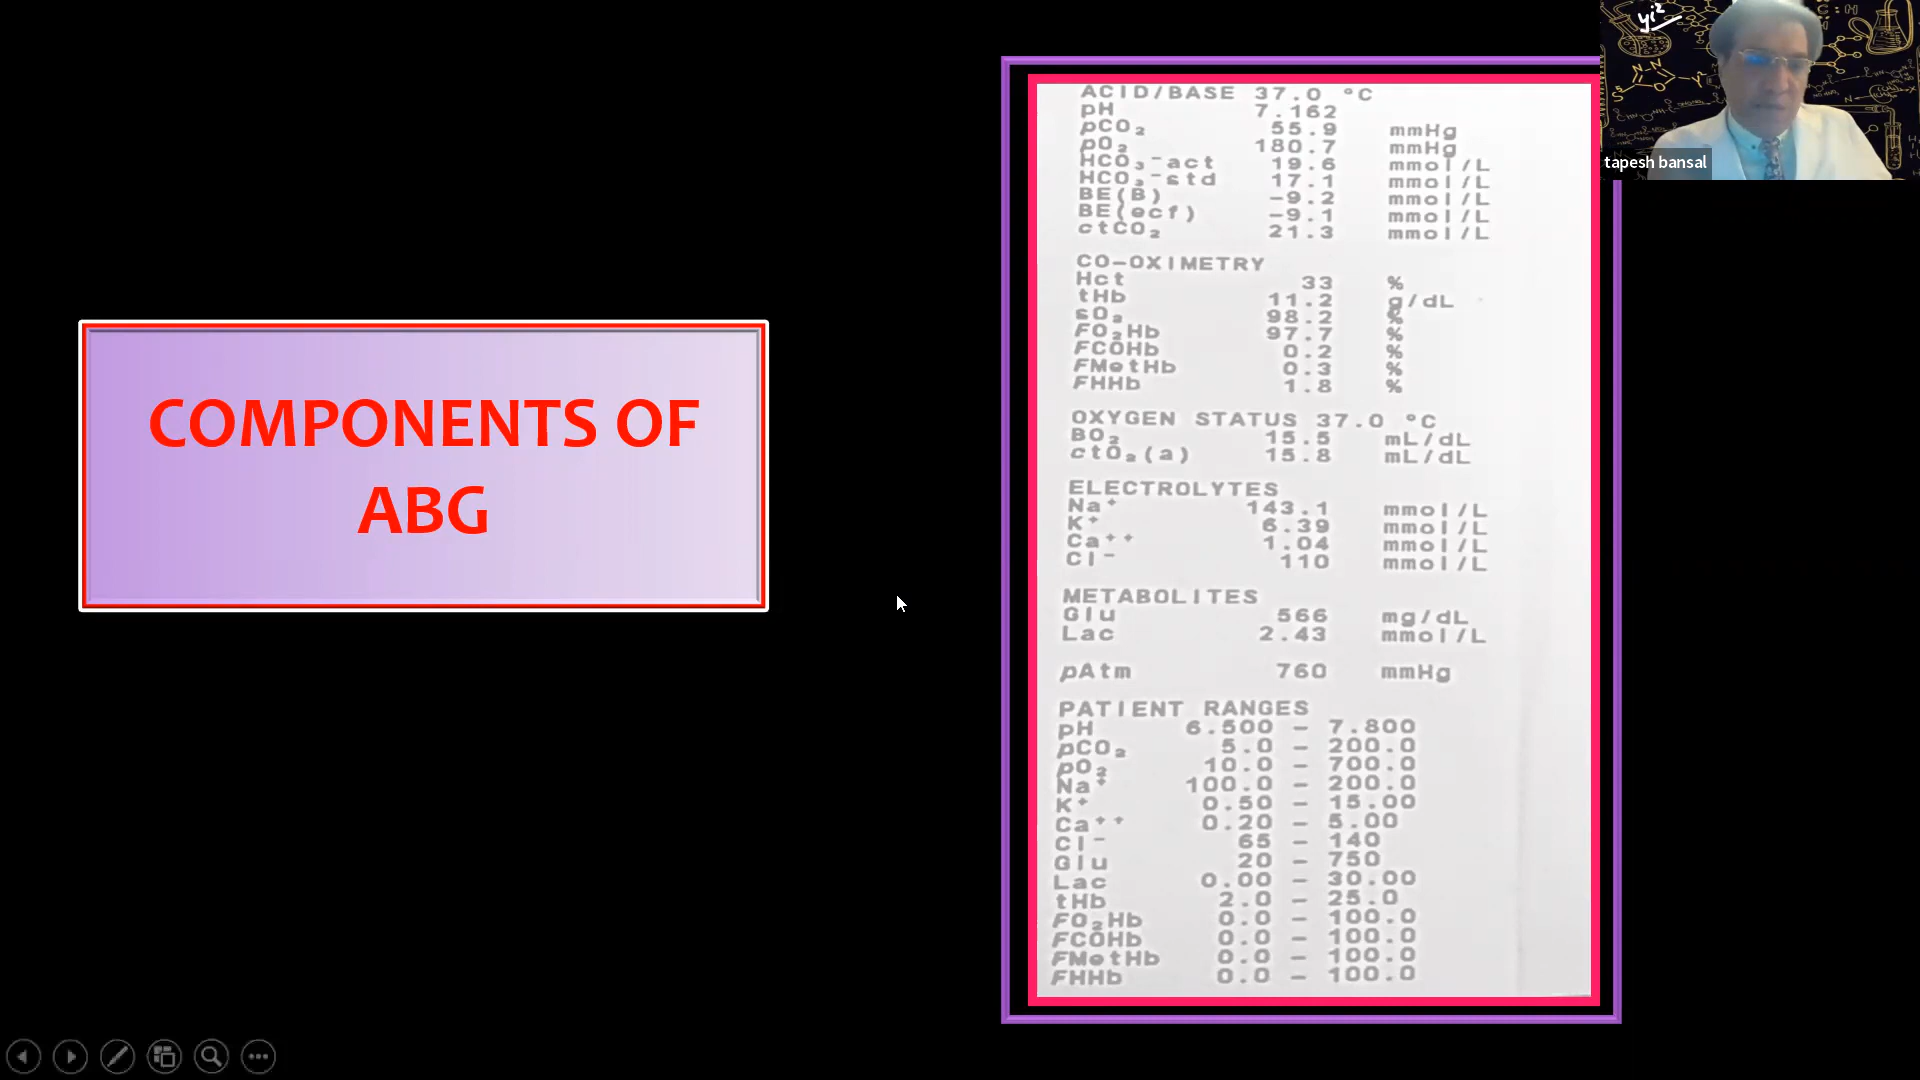 COMPONENTS OF
ABG
ACID/BASE 37.0 °C
pH 7.162
pCO₂ 55.9 mmHg
pO₂ 180.7 mmHg
HCO₃⁻act 19.6 mmol/L
HCO₃⁻std 17.1 mmol/L
BE(B) -9.2 mmol/L
BE(ecf) -9.1 mmol/L
ctCO₂ 21.3 mmol/L
CO-OXIMETRY
Hct 33 %
tHb 11.2 g/dL
sO₂ 98.2 %
FO₂Hb 97.7 %
FCOHb 0.2 %
FMetHb 0.3 %
FHHb 1.8 %
OXYGEN STATUS 37.0 °C
BO₂ 15.5 mL/dL
ctO₂(a) 15.8 mL/dL
ELECTROLYTES
Na⁺ 143.1 mmol/L
K⁺ 6.39 mmol/L
Ca⁺⁺ 1.04 mmol/L
Cl⁻ 110 mmol/L
METABOLITES
Glu 566 mg/dL
Lac 2.43 mmol/L
pAtm 760 mmHg
PATIENT RANGES
pH 6.500 - 7.800
pCO₂ 5.0 - 200.0
pO₂ 10.0 - 700.0
Na⁺ 100.0 - 200.0
K⁺ 0.50 - 15.00
Ca⁺⁺ 0.20 - 5.00
Cl⁻ 65 - 140
Glu 20 - 750
Lac 0.00 - 30.00
tHb 2.0 - 25.0
FO₂Hb 0.0 - 100.0
FCOHb 0.0 - 100.0
FMetHb 0.0 - 100.0
FHHb 0.0 - 100.0
tapesh bansal